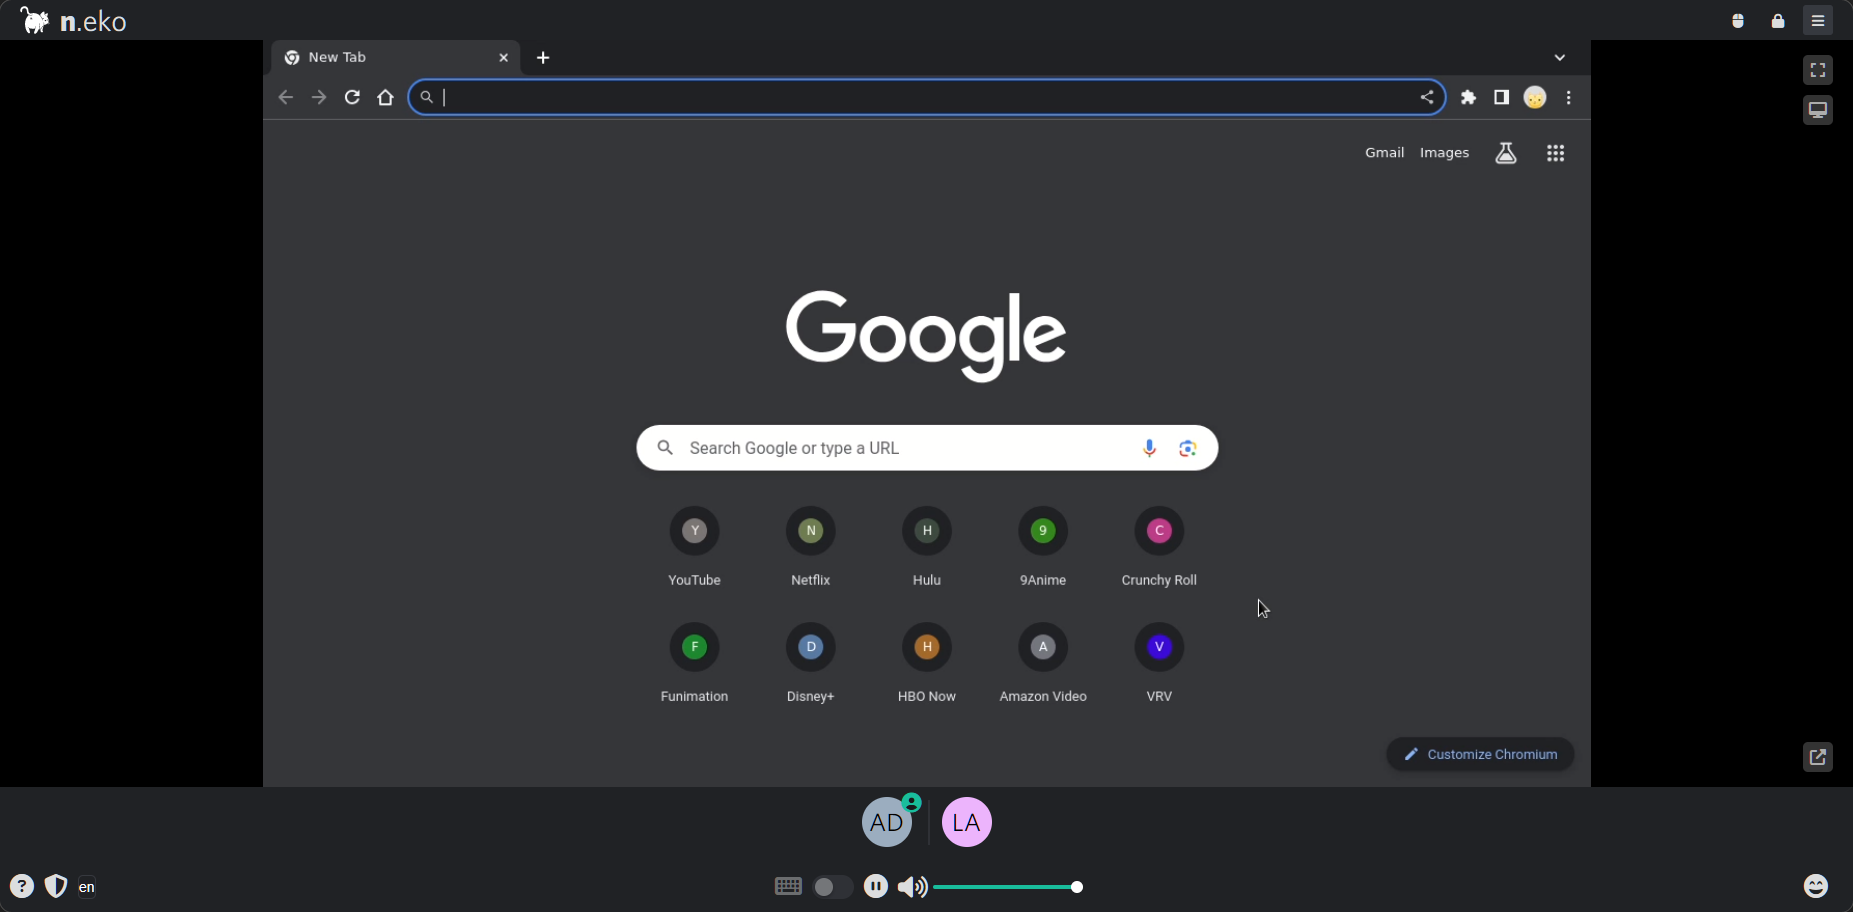 n.eko
New Tab
Gmail Images
Google
Search Google or type a URL
Y N H 9 C
YouTube Netflix Hulu 9Anime Crunchy Roll
F D H A V
Funimation Disney+ HBO Now Amazon Video VRV
Customize Chromium
AD LA
? en